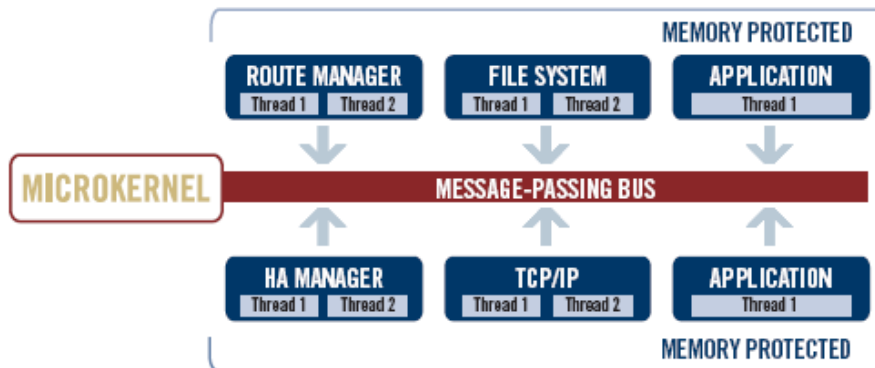 MEMORY PROTECTED
ROUTE MANAGER
Thread 1 Thread 2
FILE SYSTEM
Thread 1 Thread 2
APPLICATION
Thread 1
MICROKERNEL
MESSAGE-PASSING BUS
HA MANAGER
Thread 1 Thread 2
TCP/IP
Thread 1 Thread 2
APPLICATION
Thread 1
MEMORY PROTECTED